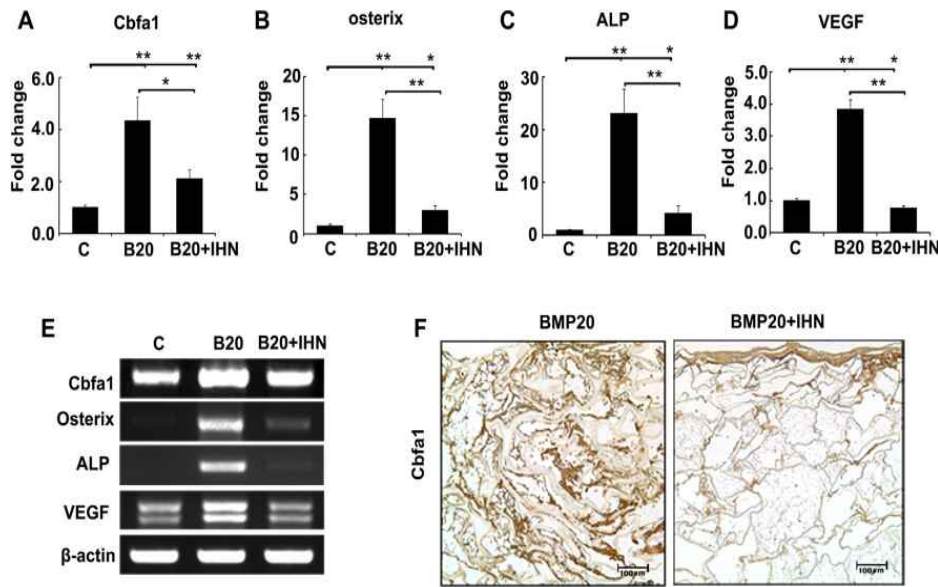 A
Cbfa1
**
**
*
Fold change
6.0
4.0
2.0
0.0
C B20 B20+IHN
B
osterix
**
*
**
Fold change
20
15
10
5
0
C B20 B20+IHN
C
ALP
**
*
**
Fold change
30
20
10
0
C B20 B20+IHN
D
VEGF
**
*
**
Fold change
5.0
4.0
3.0
2.0
1.0
0.0
C B20 B20+IHN
E
C B20 B20+IHN
Cbfa1
Osterix
ALP
VEGF
β-actin
F
BMP20 BMP20+IHN
Cbfa1
100μm
100μm